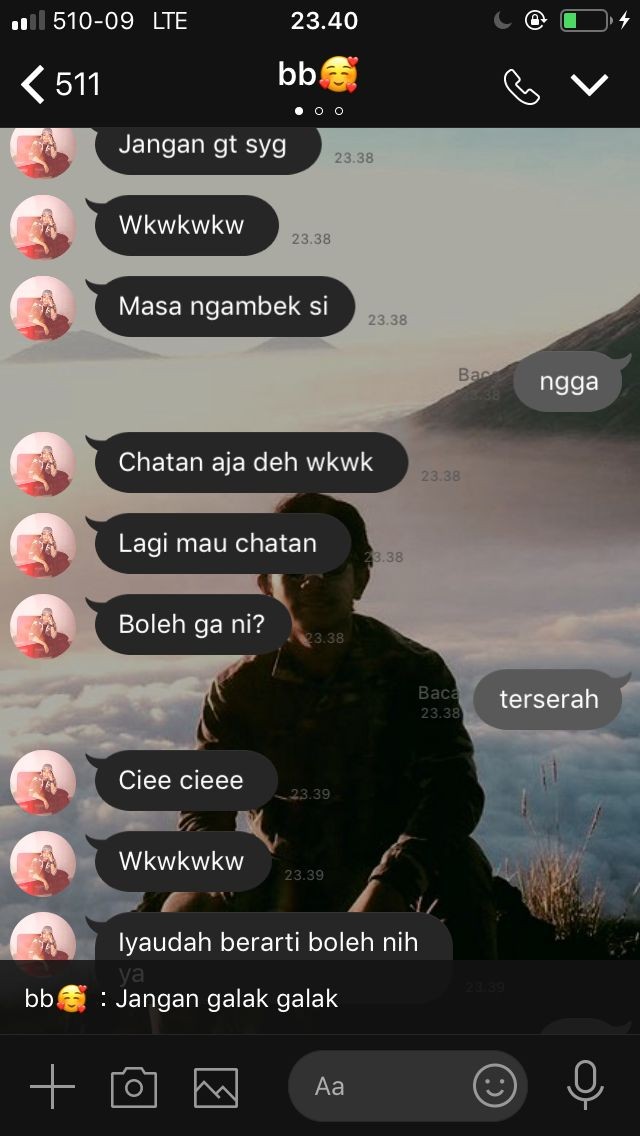 510-09 LTE 23.40
511 bb🥰
Jangan gt syg 23.38
Wkwkwkw 23.38
Masa ngambek si 23.38
Baca ngga
23.38
Chatan aja deh wkwk 23.38
Lagi mau chatan 23.38
Boleh ga ni? 23.38
Baca terserah
23.38
Ciee cieee 23.39
Wkwkwkw 23.39
Iyaudah berarti boleh nih
ya 23.39
bb🥰 : Jangan galak galak
Aa